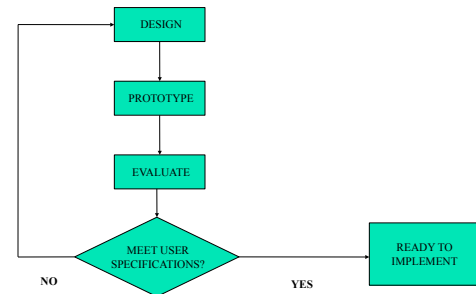 DESIGN
PROTOTYPE
EVALUATE
MEET USER
SPECIFICATIONS?
READY TO
IMPLEMENT
NO
YES